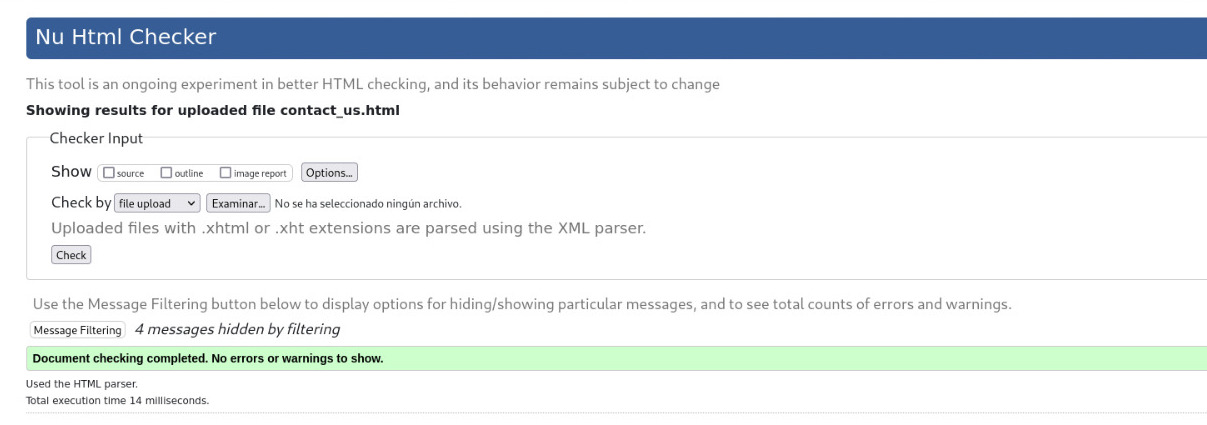 Nu Html Checker
This tool is an ongoing experiment in better HTML checking, and its behavior remains subject to change
Showing results for uploaded file contact_us.html
Checker Input
Show source outline image report Options...
Check by file upload Examinar... No se ha seleccionado ningún archivo.
Uploaded files with .xhtml or .xht extensions are parsed using the XML parser.
Check
Use the Message Filtering button below to display options for hiding/showing particular messages, and to see total counts of errors and warnings.
Message Filtering 4 messages hidden by filtering
Document checking completed. No errors or warnings to show.
Used the HTML parser.
Total execution time 14 milliseconds.